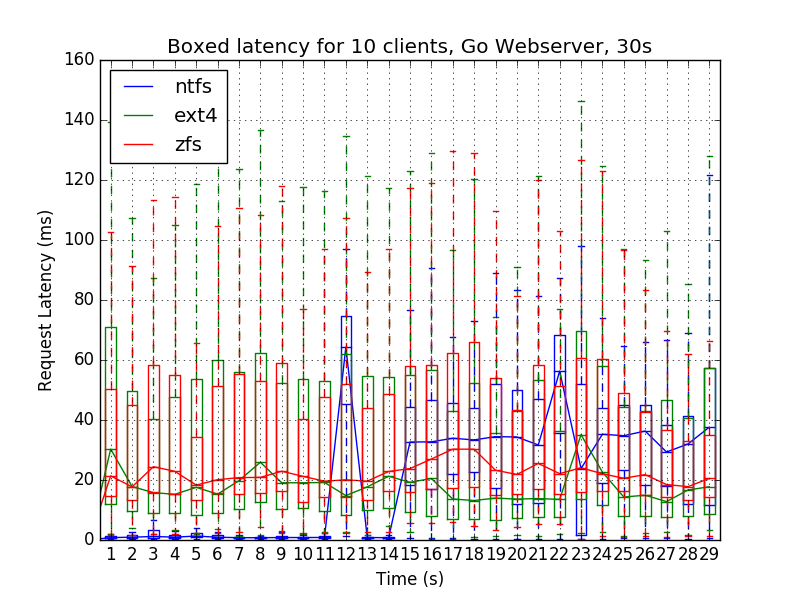 Boxed latency for 10 clients, Go Webserver, 30s
160
140
120
100
80
60
40
20
0
Request Latency (ms)
ntfs
ext4
zfs
1 2 3 4 5 6 7 8 9 10 11 12 13 14 15 16 17 18 19 20 21 22 23 24 25 26 27 28 29
Time (s)